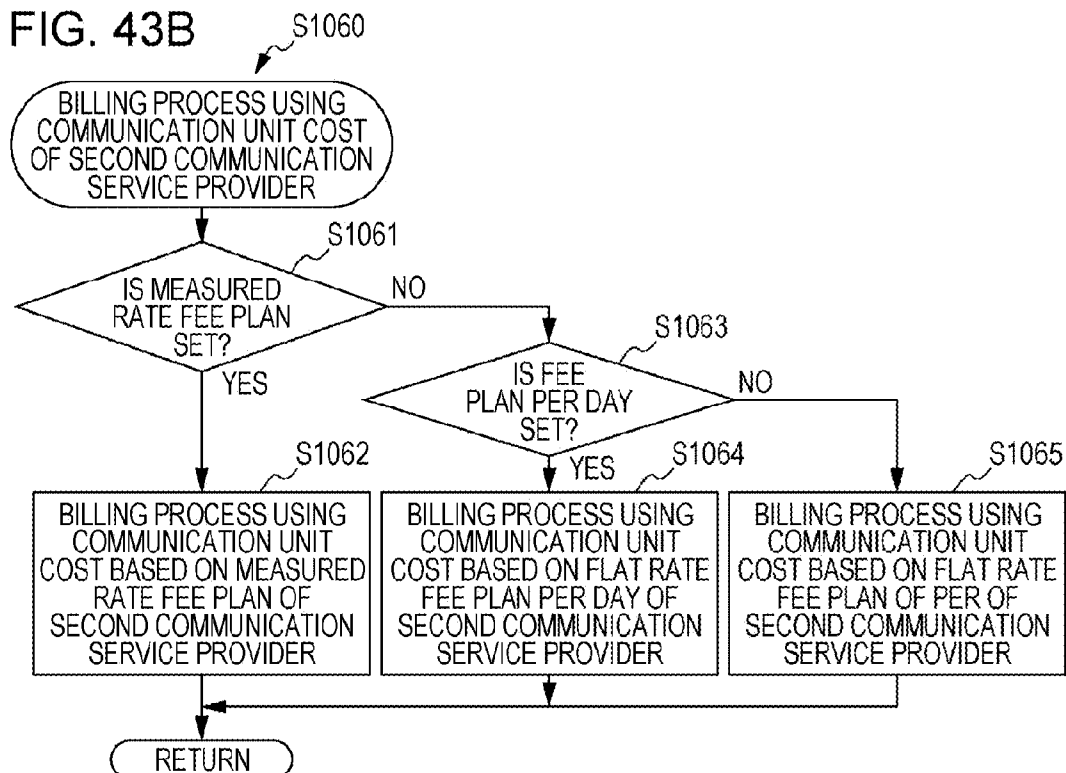 FIG. 43B
S1060
BILLING PROCESS USING
COMMUNICATION UNIT COST
OF SECOND COMMUNICATION
SERVICE PROVIDER
S1061
IS MEASURED
RATE FEE PLAN
SET?
NO
YES
S1063
IS FEE
PLAN PER DAY
SET?
NO
YES
S1062
BILLING PROCESS USING
COMMUNICATION UNIT
COST BASED ON MEASURED
RATE FEE PLAN OF
SECOND COMMUNICATION
SERVICE PROVIDER
S1064
BILLING PROCESS USING
COMMUNICATION UNIT
COST BASED ON FLAT RATE
FEE PLAN PER DAY OF
SECOND COMMUNICATION
SERVICE PROVIDER
S1065
BILLING PROCESS USING
COMMUNICATION UNIT
COST BASED ON FLAT RATE
FEE PLAN OF PER OF
SECOND COMMUNICATION
SERVICE PROVIDER
RETURN